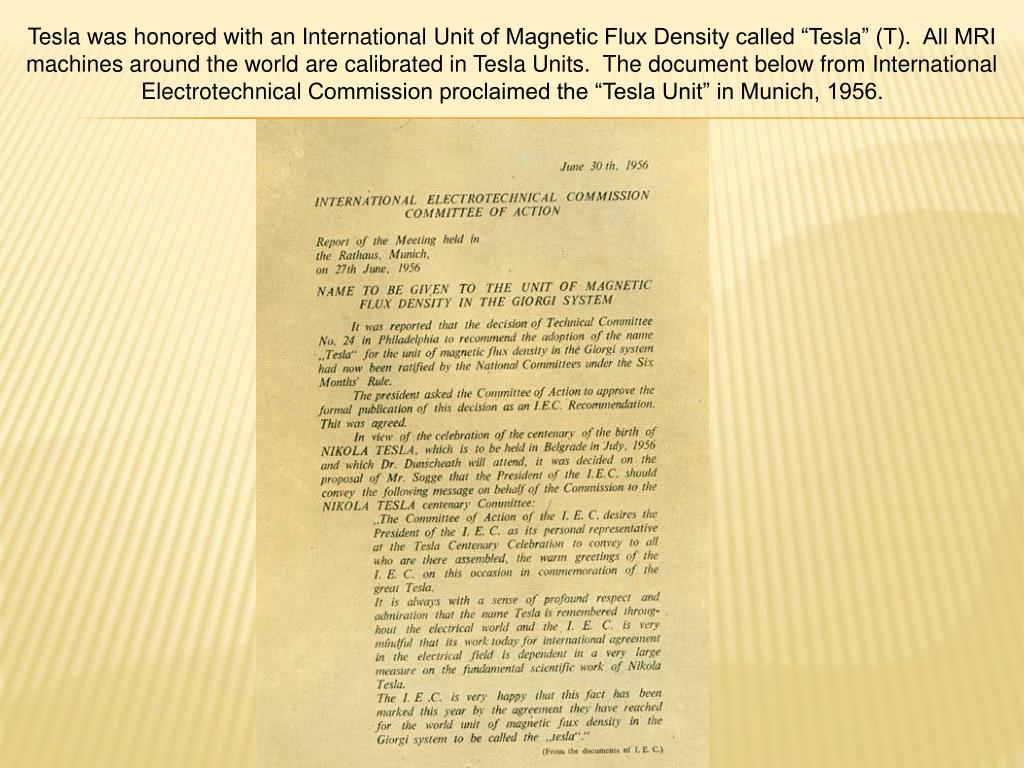 Tesla was honored with an International Unit of Magnetic Flux Density called “Tesla” (T).  All MRI
machines around the world are calibrated in Tesla Units.  The document below from International
Electrotechnical Commission proclaimed the “Tesla Unit” in Munich, 1956.
June 30 th, 1956
INTERNATIONAL ELECTROTECHNICAL COMMISSION
COMMITTEE OF ACTION
Report of the Meeting held in
the Rathaus, Munich,
on 27th June, 1956
NAME TO BE GIVEN TO THE UNIT OF MAGNETIC
FLUX DENSITY IN THE GIORGI SYSTEM
It was reported that the decision of Technical Committee
No. 24 in Philadelphia to recommend the adoption of the name
„Tesla“ for the unit of magnetic flux density in the Giorgi system
had now been ratified by the National Committees under the Six
Months' Rule.
The president asked the Committee of Action to approve the
formal publication of this decision as an I.E.C. Recommendation.
Thit was agreed.
In view of the celebration of the centenary of the birth of
NIKOLA TESLA, which is to be held in Belgrade in July, 1956
and which Dr. Dunscheath will attend, it was decided on the
proposal of Mr. Sogge that the President of the I.E.C. should
convey the following message on behalf of the Commission to the
NIKOLA TESLA centenary Committee:
„The Committee of Action of the I. E. C. desires the
President of the I. E. C. as its personal representative
at the Tesla Centenary Celebration to convey to all
who are there assembled, the warm greetings of the
I. E. C. on this occasion in commemoration of the
great Tesla.
It is always with a sense of profound respect and
admiration that the name Tesla is remembered throug-
hout the electrical world and the I. E. C. is very
mindful that its work today for international agreement
in the electrical field is dependent in a very large
measure on the fundamental scientific work of Nikola
Tesla.
The I. E .C. is very happy that this fact has been
marked this year by the agreement they have reached
for the world unit of magnetic flux density in the
Giorgi system to be called the „tesla“.“
(From the documents of I. E. C.)